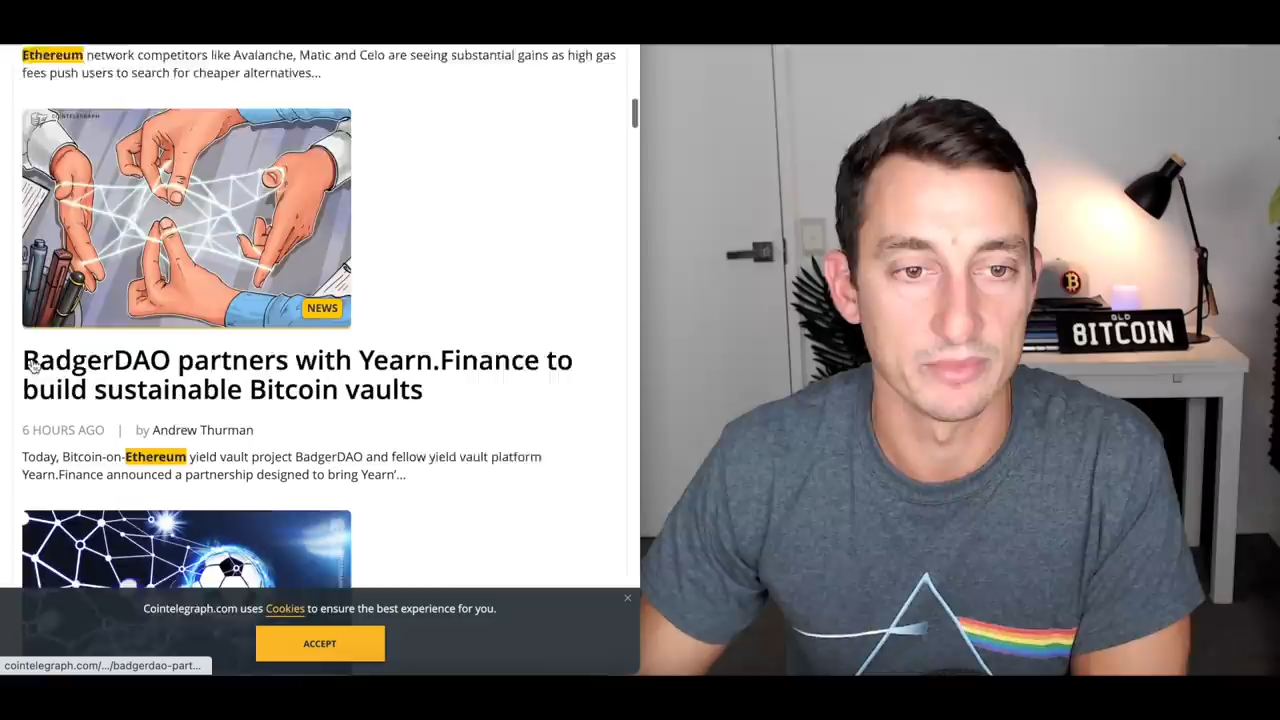 Ethereum network competitors like Avalanche, Matic and Celo are seeing substantial gains as high gas
fees push users to search for cheaper alternatives...
COINTELEGRAPH
NEWS
BadgerDAO partners with Yearn.Finance to
build sustainable Bitcoin vaults
6 HOURS AGO | by Andrew Thurman
Today, Bitcoin-on-Ethereum yield vault project BadgerDAO and fellow yield vault platform
Yearn.Finance announced a partnership designed to bring Yearn'...
Cointelegraph.com uses Cookies to ensure the best experience for you.
ACCEPT
cointelegraph.com/.../badgerdao-part...
QLD
BITCOIN